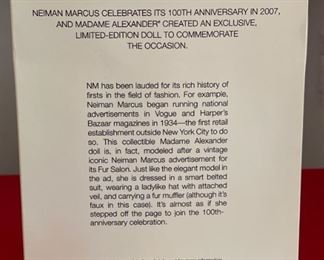 NEIMAN MARCUS CELEBRATES ITS 100TH ANNIVERSARY IN 2007,
AND MADAME ALEXANDER® CREATED AN EXCLUSIVE,
LIMITED-EDITION DOLL TO COMMEMORATE
THE OCCASION.
NM has been lauded for its rich history of
firsts in the field of fashion. For example,
Neiman Marcus began running national
advertisements in Vogue and Harper's
Bazaar magazines in 1934—the first retail
establishment outside New York City to do
so. This collectible Madame Alexander
doll is, in fact, modeled after a vintage
iconic Neiman Marcus advertisement for
its Fur Salon. Just like the elegant model in
the ad, she is dressed in a smart belted
suit, wearing a ladylike hat with attached
veil, and carrying a fur muffler (although it's
faux in this case). It's almost as if she
stepped off the page to join the 100th-
anniversary celebration.